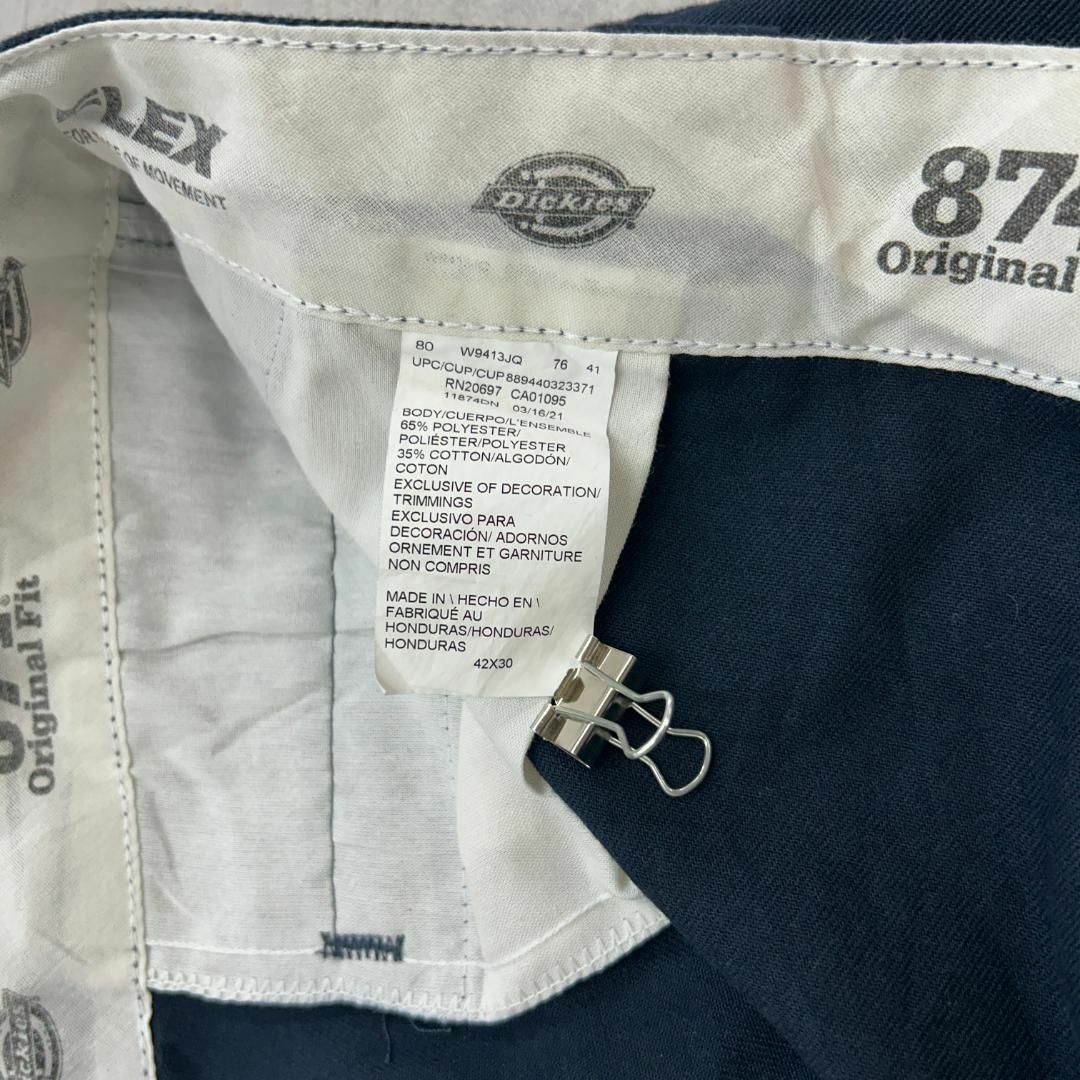 FLEX
OF MOVEMENT
Dickies
874
Original
80 W9413JQ 76 41
UPC/CUP/CUP 889440323371
RN20697 CA01095
11874DN 03/16/21
BODY/CUERPO/L'ENSEMBLE
65% POLYESTER/
POLIÉSTER/POLYESTER
35% COTTON/ALGODÓN/
COTON
EXCLUSIVE OF DECORATION/
TRIMMINGS
EXCLUSIVO PARA
DECORACIÓN/ ADORNOS
ORNEMENT ET GARNITURE
NON COMPRIS
MADE IN \ HECHO EN \
FABRIQUÉ AU
HONDURAS/HONDURAS/
HONDURAS
42X30
Original Fit